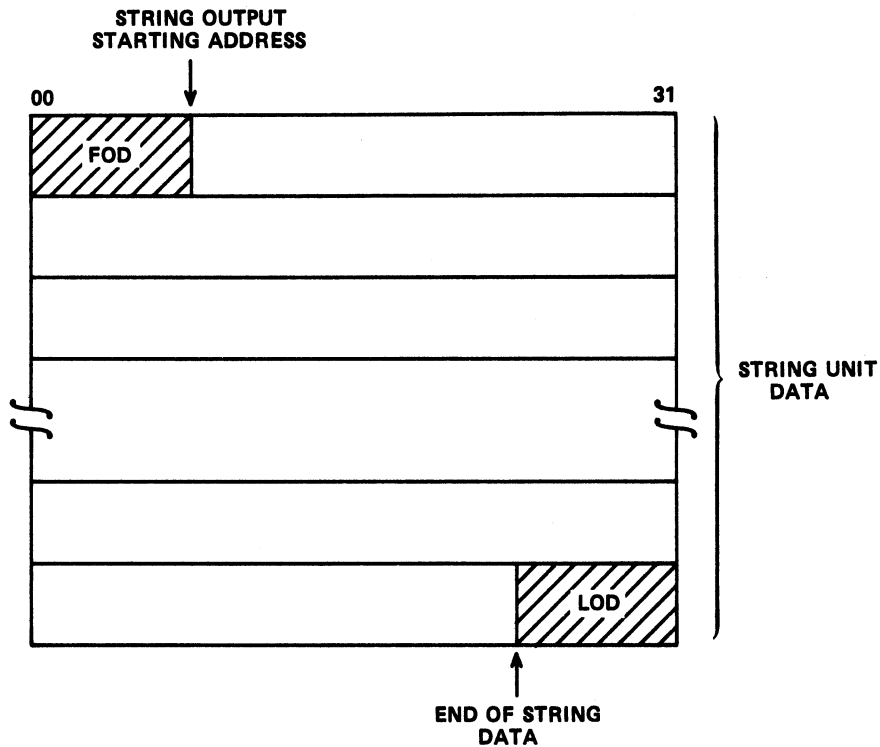 STRING OUTPUT
STARTING ADDRESS
00
31
FOD
STRING UNIT
DATA
LOD
END OF STRING
DATA